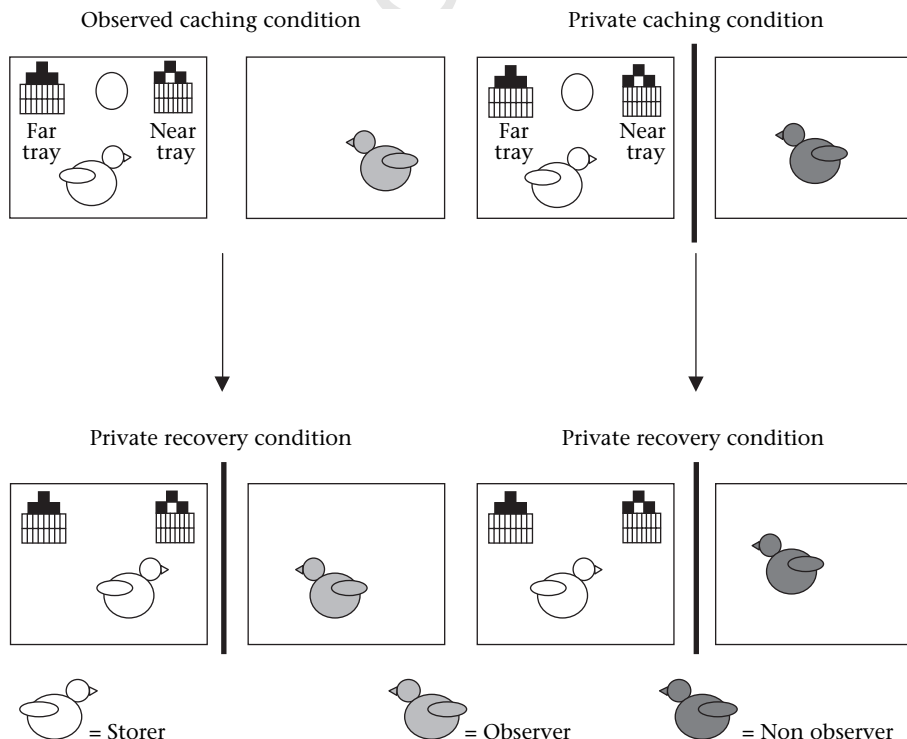 Observed caching condition
Private caching condition
Far
tray
Near
tray
Far
tray
Near
tray
Private recovery condition
Private recovery condition
= Storer
= Observer
= Non observer